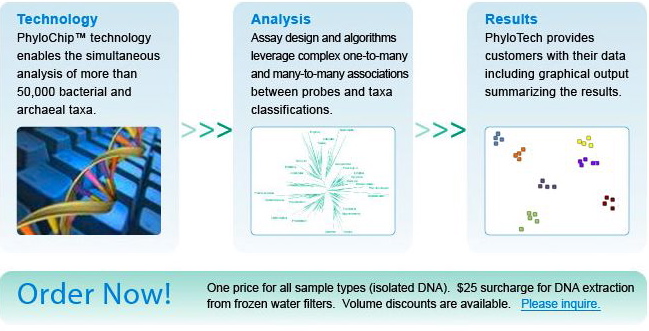 Technology
PhyloChip™ technology
enables the simultaneous
analysis of more than
50,000 bacterial and
archaeal taxa.
Analysis
Assay design and algorithms
leverage complex one-to-many
and many-to-many associations
between probes and taxa
classifications.
Results
PhyloTech provides
customers with their data
including graphical output
summarizing the results.
Order Now!
One price for all sample types (isolated DNA). $25 surcharge for DNA extraction
from frozen water filters. Volume discounts are available. Please inquire.